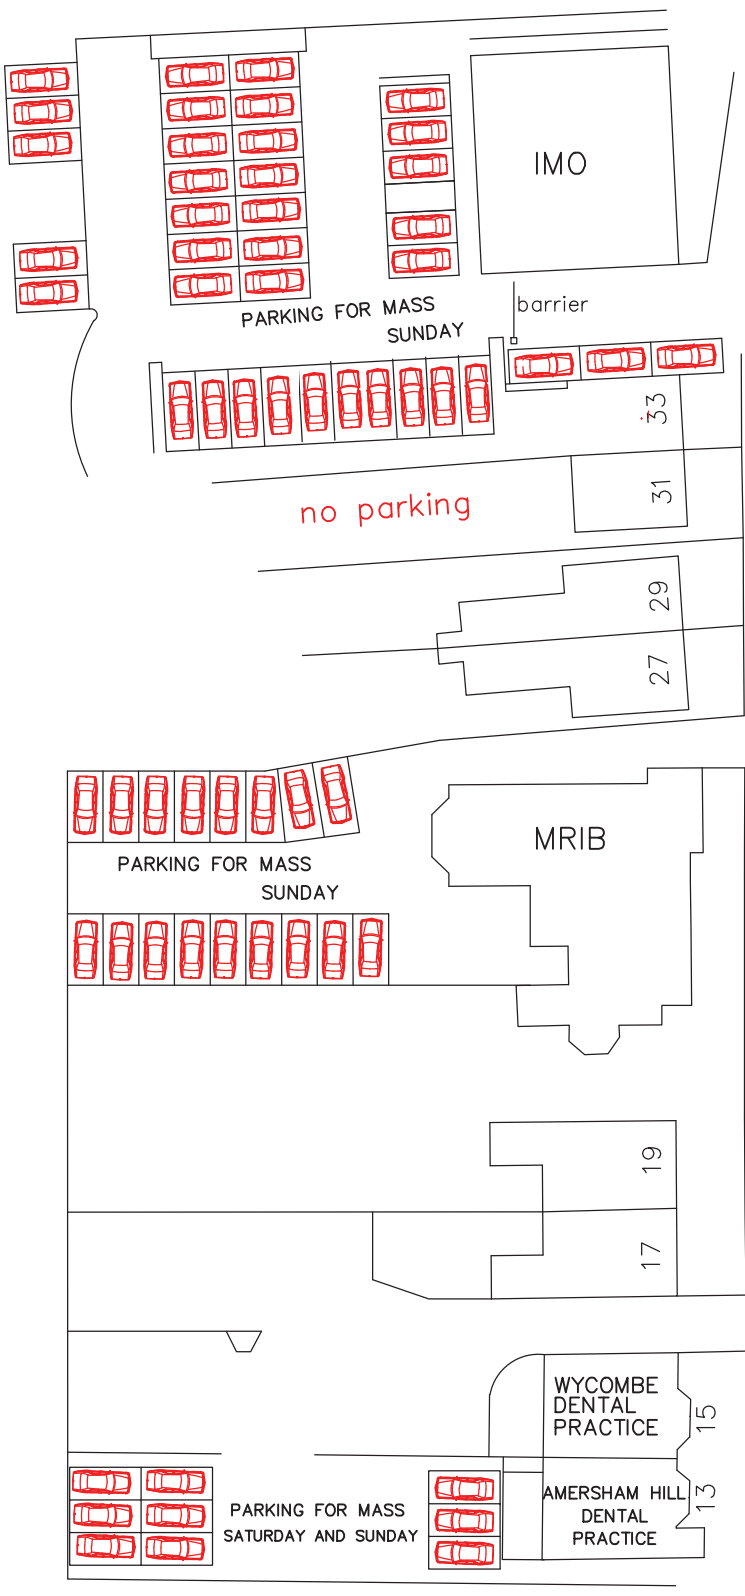 IMO
PARKING FOR MASS
SUNDAY
barrier
33
no parking
31
29
27
MRIB
PARKING FOR MASS
SUNDAY
19
17
WYCOMBE
DENTAL
PRACTICE
15
AMERSHAM HILL
DENTAL
PRACTICE
13
PARKING FOR MASS
SATURDAY AND SUNDAY